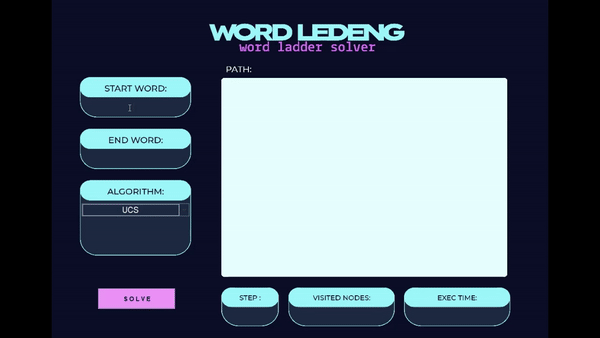 WORD LEDENG
word ladder solver
PATH:
START WORD:
END WORD:
ALGORITHM:
UCS
SOLVE
STEP :
VISITED NODES:
EXEC TIME: